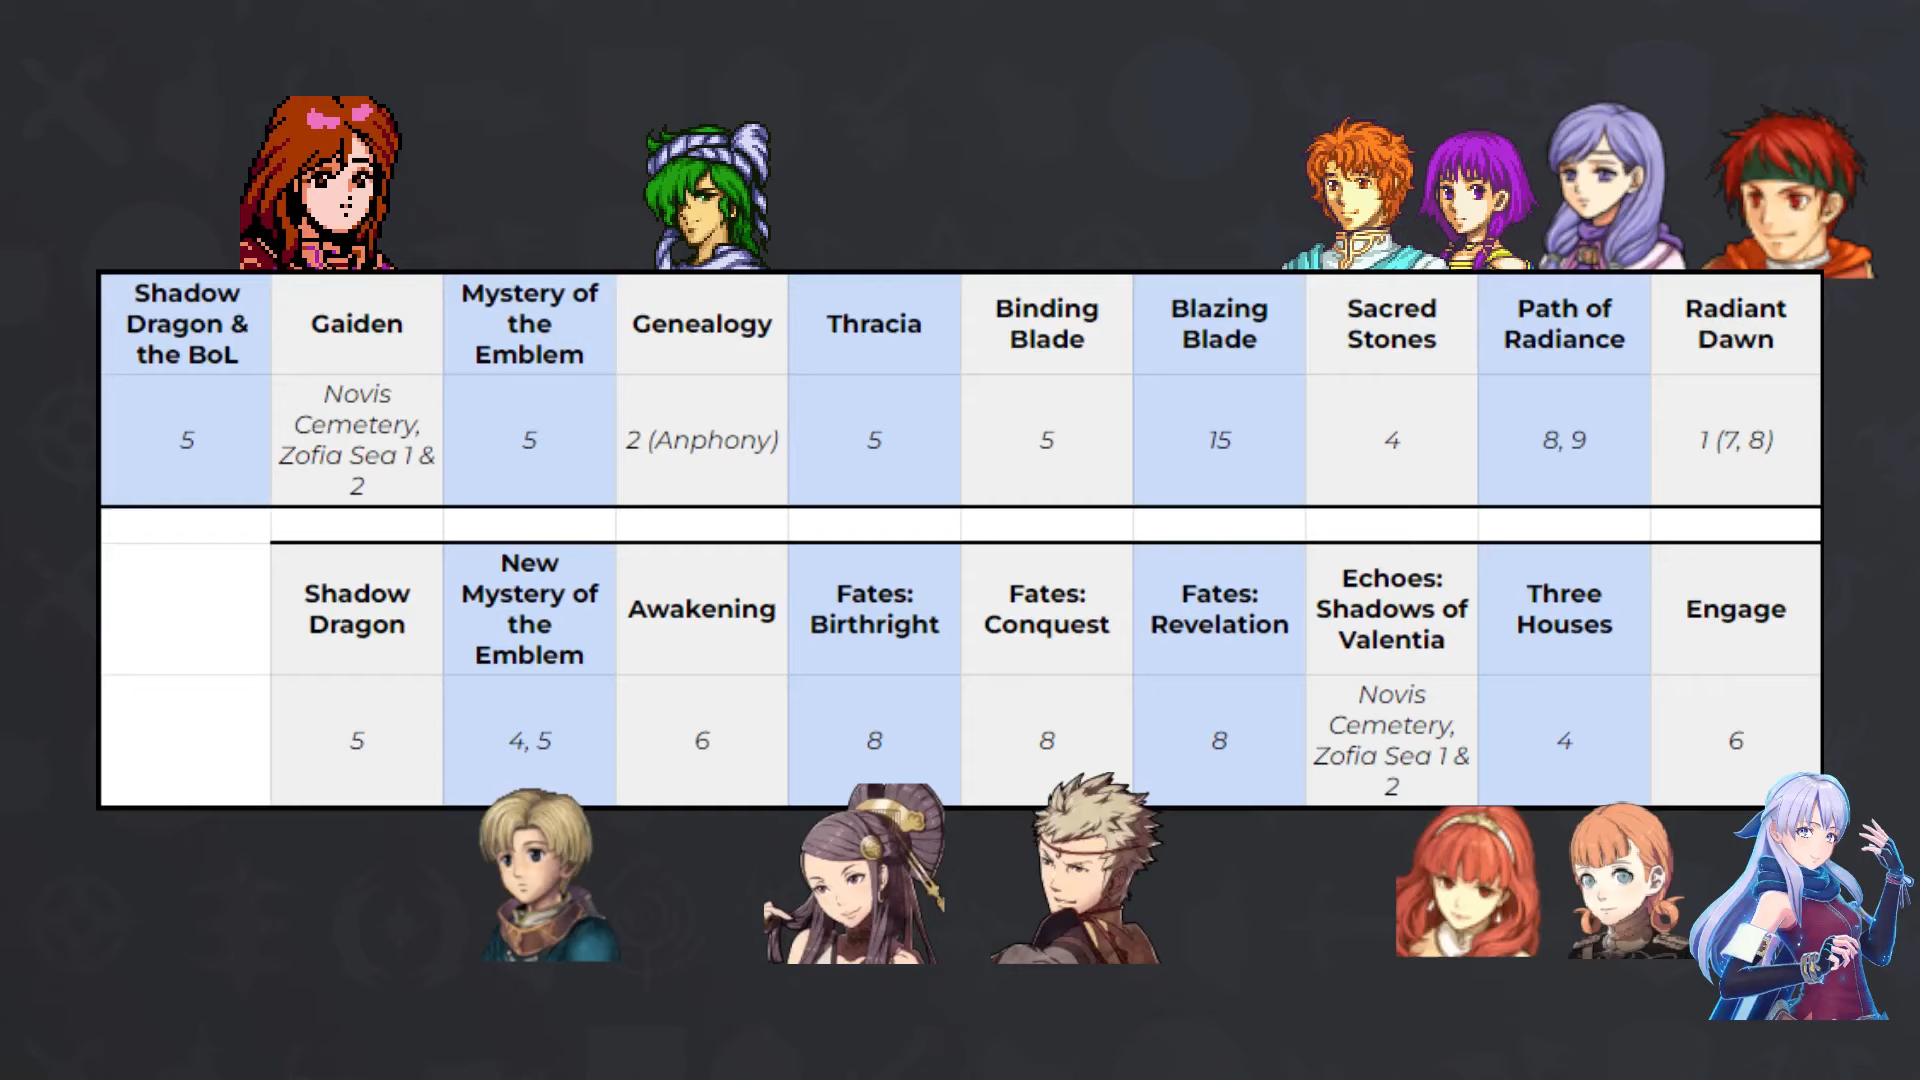 Shadow
Dragon &
the BoL
Gaiden
Mystery of
the
Emblem
Genealogy
Thracia
Binding
Blade
Blazing
Blade
Sacred
Stones
Path of
Radiance
Radiant
Dawn
5
Novis
Cemetery,
Zofia Sea 1 &
2
5
2 (Anphony)
5
5
15
4
8, 9
1 (7, 8)
Shadow
Dragon
New
Mystery of
the
Emblem
Awakening
Fates:
Birthright
Fates:
Conquest
Fates:
Revelation
Echoes:
Shadows of
Valentia
Three
Houses
Engage
5
4, 5
6
8
8
8
Novis
Cemetery,
Zofia Sea 1 &
2
4
6